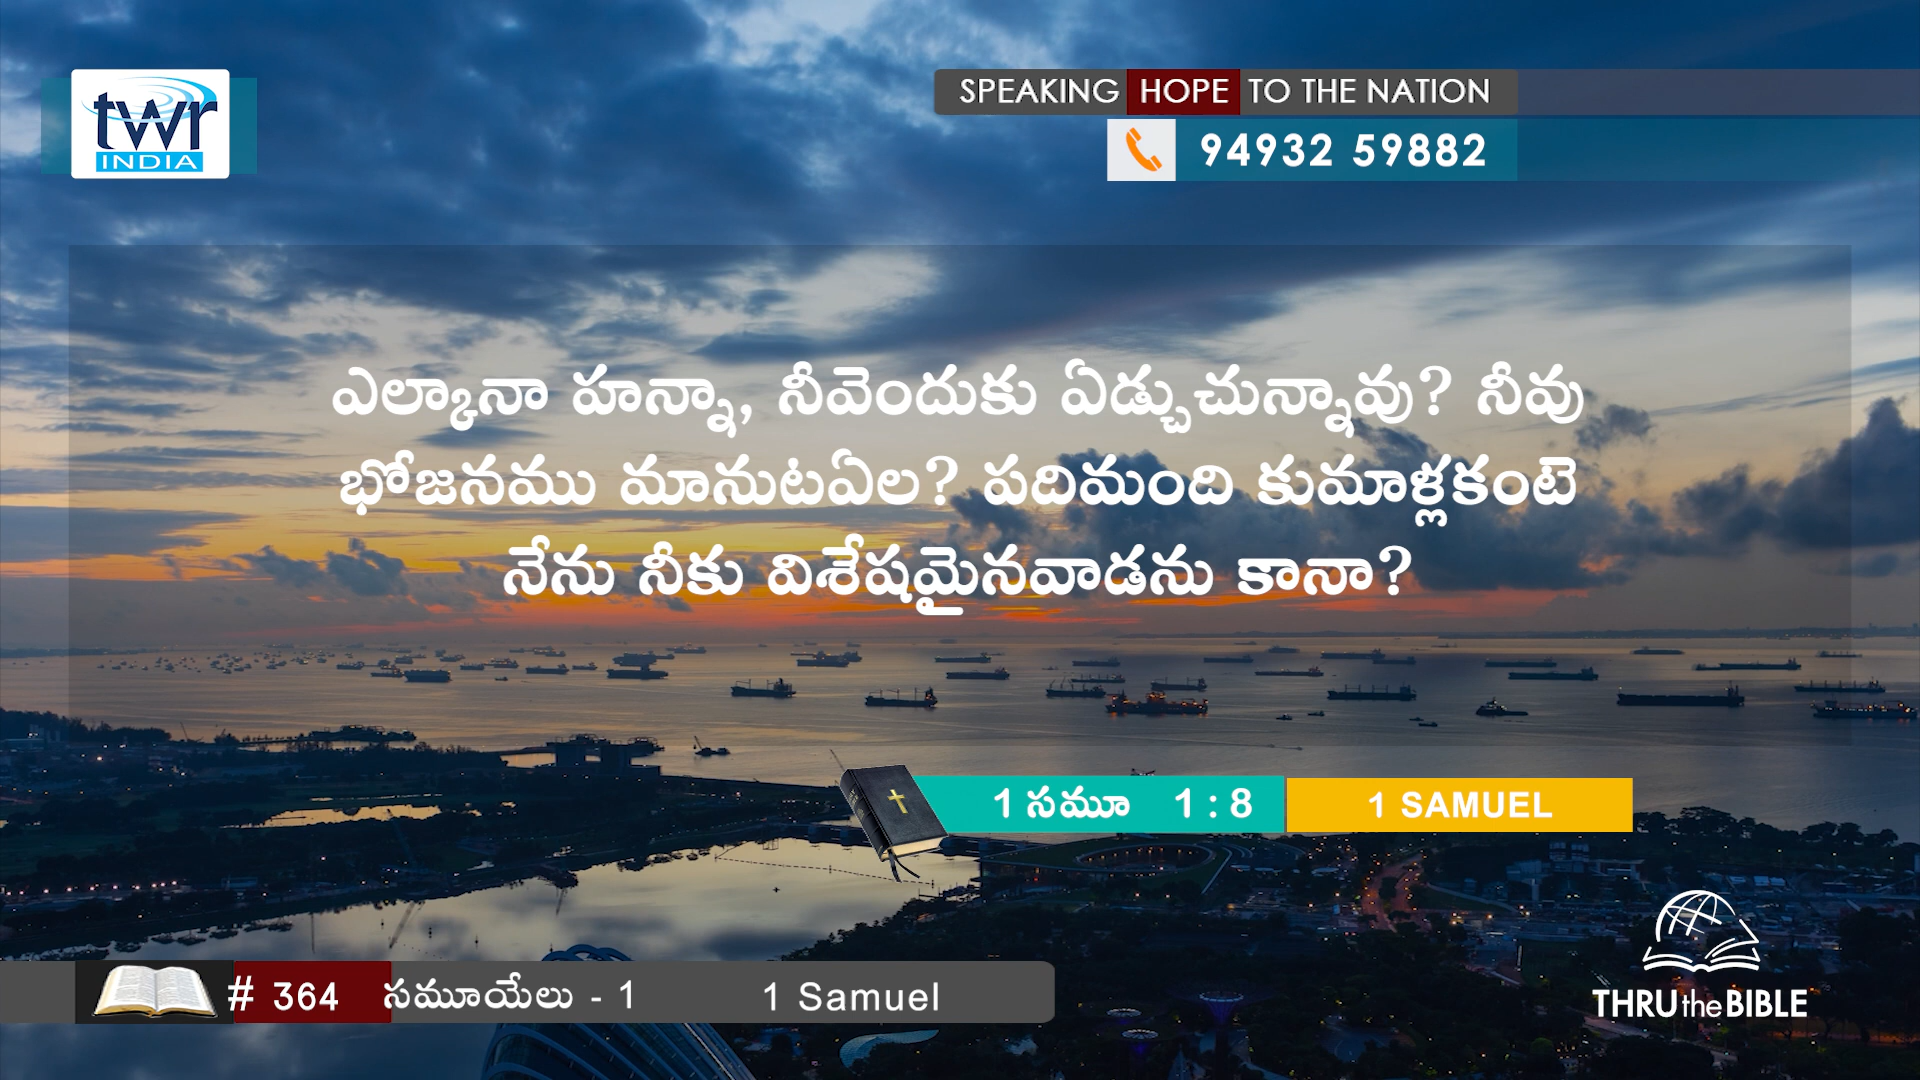 twr
INDIA
SPEAKING HOPE TO THE NATION
94932 59882
ఎల్కానా హన్నా, నీవెందుకు ఏడ్చుచున్నావు? నీవు
భోజనము మానుటఏల? పదిమంది కుమాళ్లకంటె
నేను నీకు విశేషమైనవాడను కానా?
1 సమూ 1 : 8 1 SAMUEL
# 364 సమూయేలు - 1 1 Samuel
THRU the BIBLE